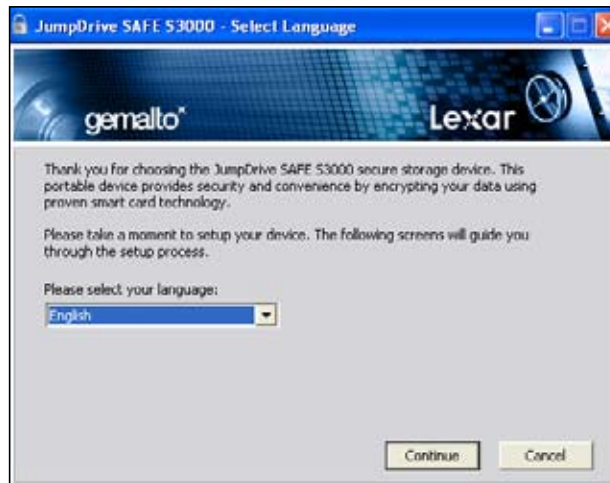 JumpDrive SAFE S3000 - Select Language
gemalto
Lexar
Thank you for choosing the JumpDrive SAFE S3000 secure storage device. This
portable device provides security and convenience by encrypting your data using
proven smart card technology.
Please take a moment to setup your device. The following screens will guide you
through the setup process.
Please select your language:
English
Continue
Cancel